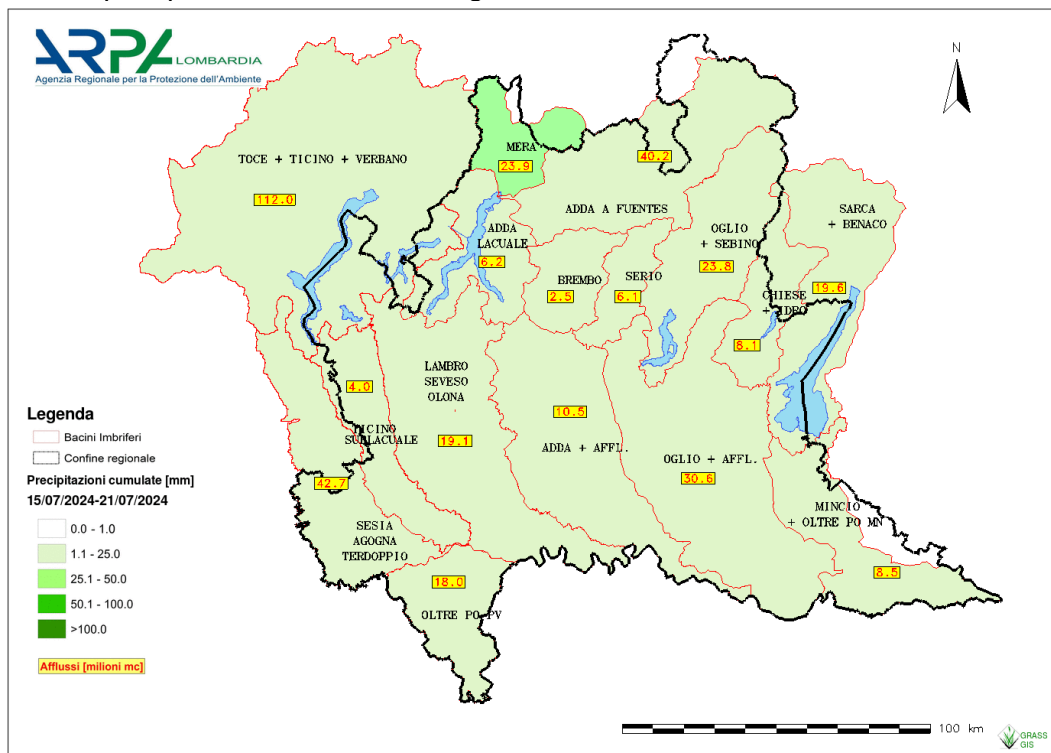 ARPA LOMBARDIA
Agenzia Regionale per la Protezione dell'Ambiente
N
MERA
23.9
40.2
TOCE + TICINO + VERBANO
112.0
ADDA A FUENTES
SARCA
+ BENACO
ADDA
LACUALE
6.2
OGLIO
+ SEBINO
23.8
BREMBO
2.5
SERIO
6.1
19.6
CHIESE
+ IDRO
8.1
LAMBRO
SEVESO
OLONA
4.0
10.5
TICINO
SUBLACUALE
19.1
ADDA + AFFL.
OGLIO + AFFL.
30.6
42.7
MINCIO
+ OLTRE PO MN
SESIA
AGOGNA
TERDOPPIO
8.5
18.0
OLTRE PO PV
Legenda
Bacini Imbriferi
Confine regionale
Precipitazioni cumulate [mm]
15/07/2024-21/07/2024
0.0 - 1.0
1.1 - 25.0
25.1 - 50.0
50.1 - 100.0
>100.0
Afflussi [milioni mc]
100 km
GRASS
GIS